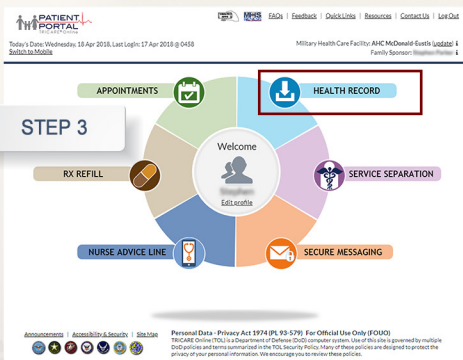 PATIENT
PORTAL
TRICARE Online
MHS
FAQs | Feedback | Quick Links | Resources | Contact Us | Log Out
Today's Date: Wednesday, 18 Apr 2018, Last Login: 17 Apr 2018 @ 0458
Switch to Mobile
Military Health Care Facility: AHC McDonald-Eustis (update)
Family Sponsor:
APPOINTMENTS
HEALTH RECORD
STEP 3
Welcome
RX REFILL
SERVICE SEPARATION
Edit profile
NURSE ADVICE LINE
SECURE MESSAGING
Announcements | Accessibility & Security | Site Map
Personal Data - Privacy Act 1974 (PL 93-579) For Official Use Only (FOUO)
TRICARE Online (TOL) is a Department of Defense (DoD) computer system. Use of this site is governed by multiple
DoD policies and terms summarized in the TOL Security Policy. Many of these policies are designed to protect the
privacy of your personal information. We encourage you to review these policies.